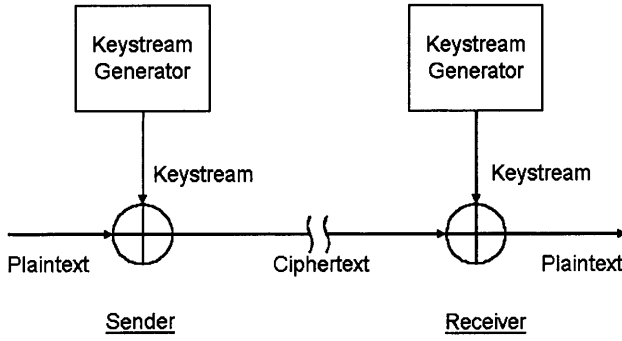 Keystream
Generator
Keystream
Generator
Keystream
Keystream
Plaintext
Ciphertext
Plaintext
Sender
Receiver